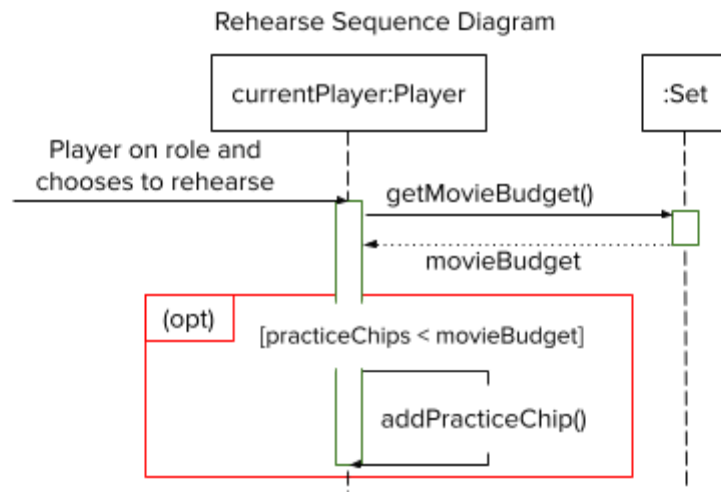 Rehearse Sequence Diagram
currentPlayer:Player
:Set
Player on role and
chooses to rehearse
getMovieBudget()
movieBudget
(opt)
[practiceChips < movieBudget]
addPracticeChip()